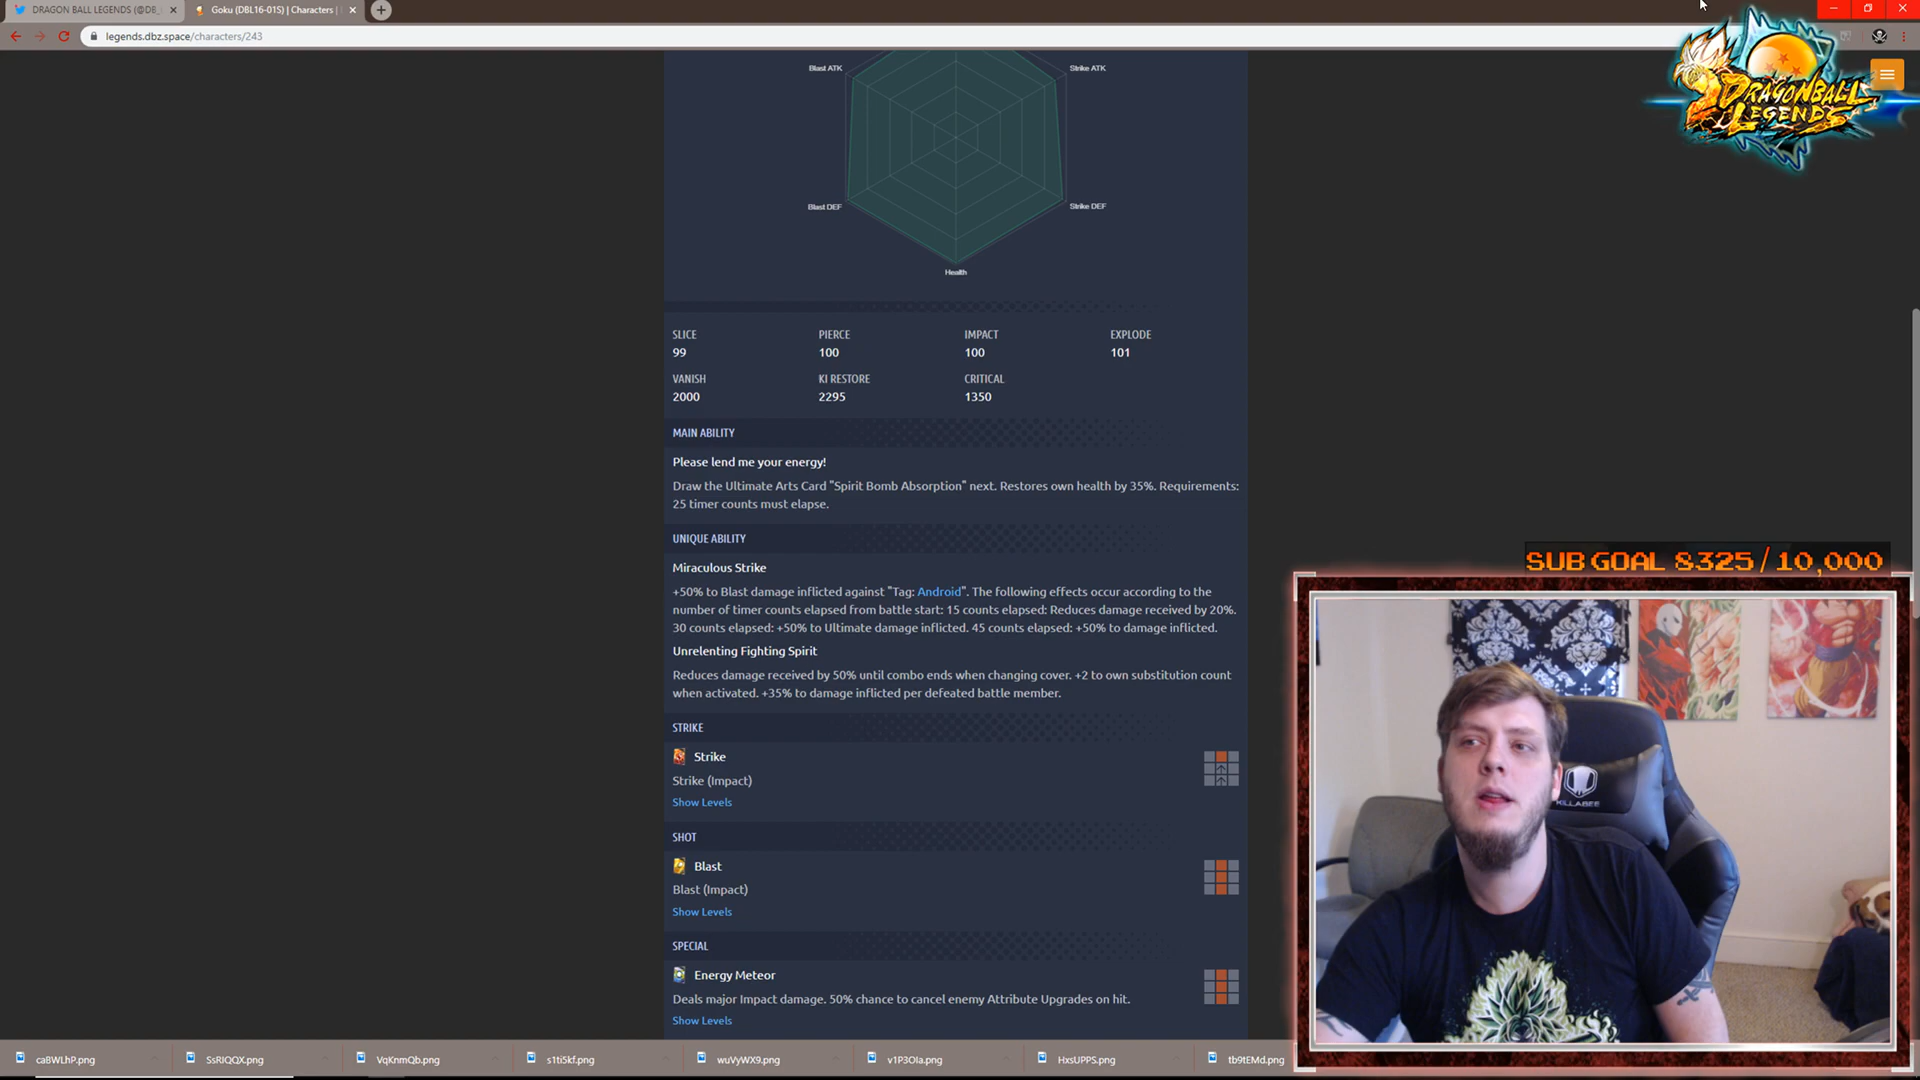 DRAGON BALL LEGENDS (@DB_
Goku (DBL16-01S) | Characters |
legends.dbz.space/characters/243
DRAGONBALL
LEGENDS
Blast ATK
Strike ATK
Blast DEF
Strike DEF
Health
SLICE
PIERCE
IMPACT
EXPLODE
99
100
100
101
VANISH
KI RESTORE
CRITICAL
2000
2295
1350
MAIN ABILITY
Please lend me your energy!
Draw the Ultimate Arts Card "Spirit Bomb Absorption" next. Restores own health by 35%. Requirements:
25 timer counts must elapse.
UNIQUE ABILITY
Miraculous Strike
+50% to Blast damage inflicted against "Tag: Android". The following effects occur according to the
number of timer counts elapsed from battle start: 15 counts elapsed: Reduces damage received by 20%.
30 counts elapsed: +50% to Ultimate damage inflicted. 45 counts elapsed: +50% to damage inflicted.
Unrelenting Fighting Spirit
Reduces damage received by 50% until combo ends when changing cover. +2 to own substitution count
when activated. +35% to damage inflicted per defeated battle member.
STRIKE
Strike
Strike (Impact)
Show Levels
SHOT
Blast
Blast (Impact)
Show Levels
SPECIAL
Energy Meteor
Deals major Impact damage. 50% chance to cancel enemy Attribute Upgrades on hit.
Show Levels
SUB GOAL 8325 / 10,000
KILLABEE
caBWLhP.png
SsRIQQX.png
VqKnmQb.png
s1ti5kf.png
wuVyWX9.png
v1P3OIa.png
HxsUPPS.png
tb9tEMd.png